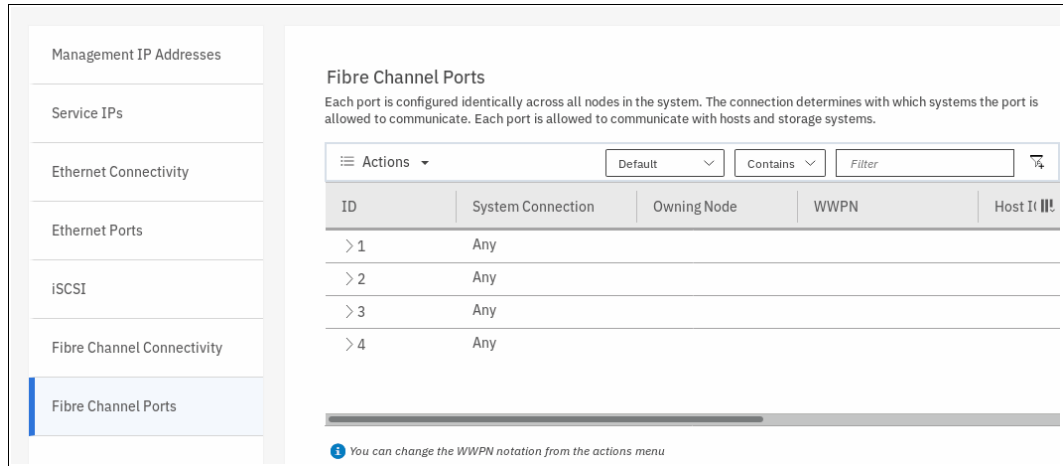 Management IP Addresses
Service IPs
Ethernet Connectivity
Ethernet Ports
iSCSI
Fibre Channel Connectivity
Fibre Channel Ports
Fibre Channel Ports
Each port is configured identically across all nodes in the system. The connection determines with which systems the port is
allowed to communicate. Each port is allowed to communicate with hosts and storage systems.
Actions Default Contains Filter
ID System Connection Owning Node WWPN Host I
1 Any
2 Any
3 Any
4 Any
You can change the WWPN notation from the actions menu